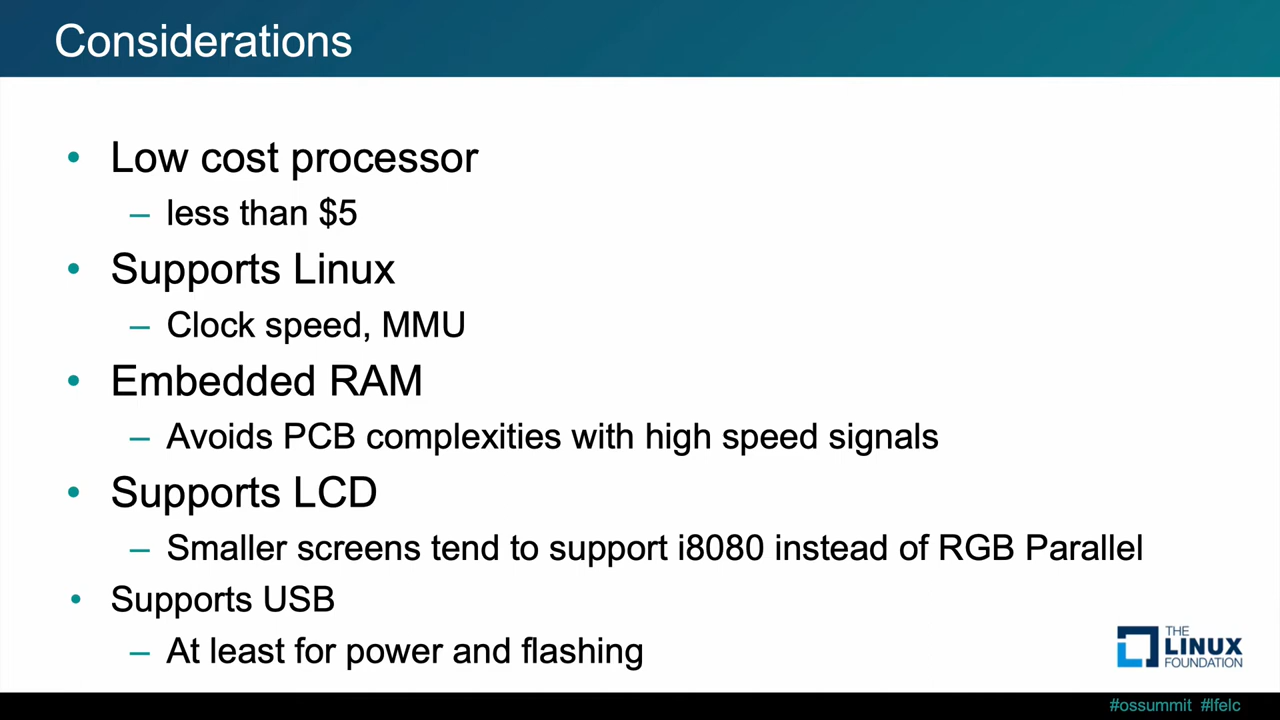 Considerations
• Low cost processor
– less than $5
• Supports Linux
– Clock speed, MMU
• Embedded RAM
– Avoids PCB complexities with high speed signals
• Supports LCD
– Smaller screens tend to support i8080 instead of RGB Parallel
• Supports USB
– At least for power and flashing
THE
LINUX
FOUNDATION
#ossummit #lfelc